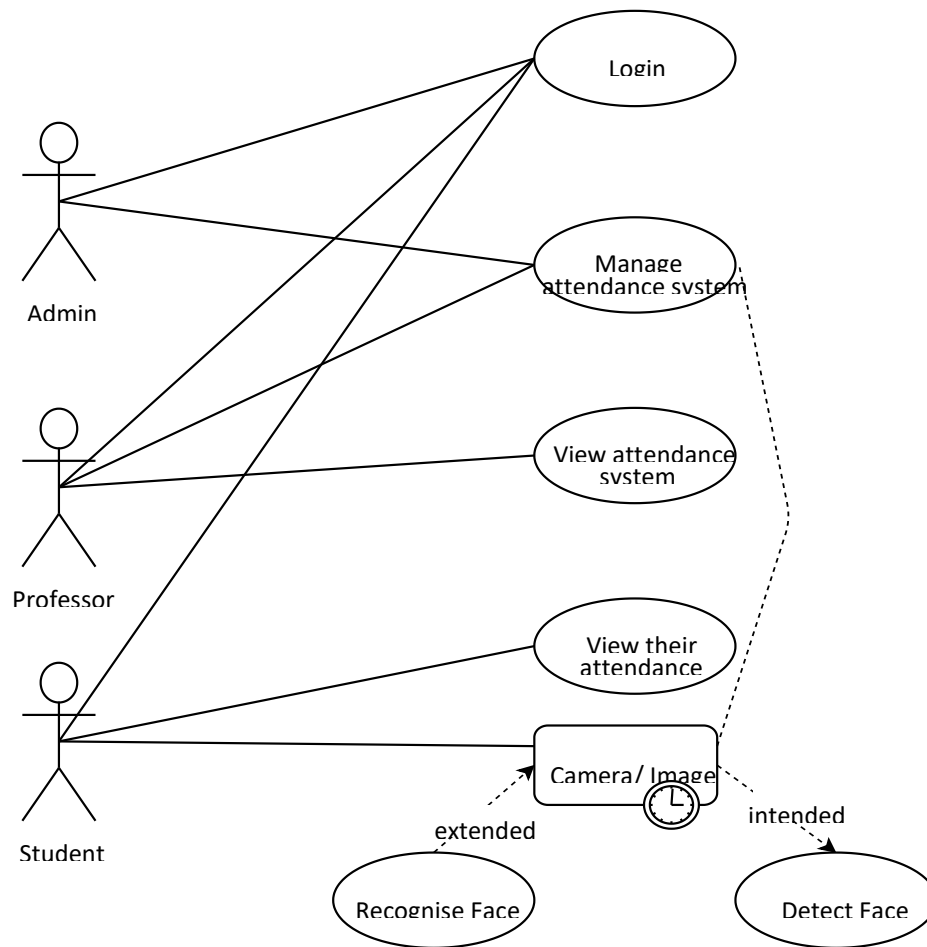 Login
Manage
attendance system
Admin
View attendance
system
Professor
View their
attendance
Camera/ Image
extended
intended
Student
Recognise Face
Detect Face